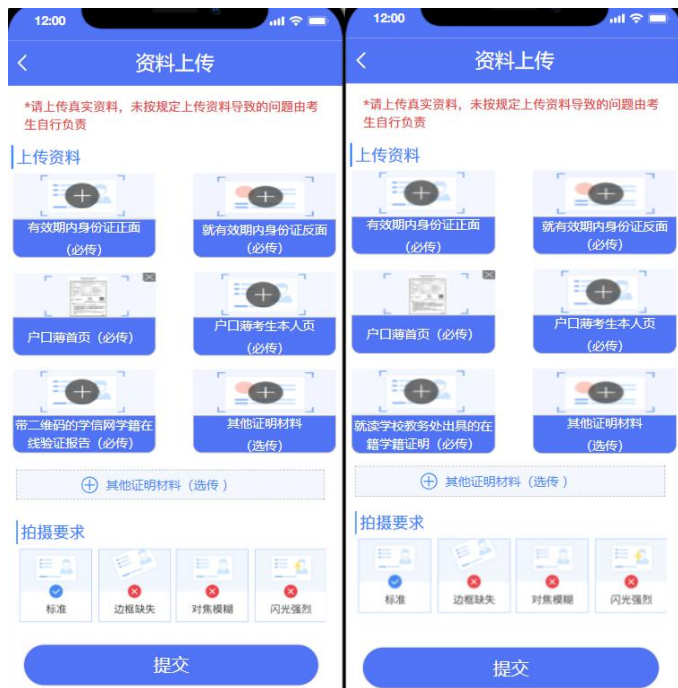 12:00
资料上传
*请上传真实资料，未按规定上传资料导致的问题由考
生自行负责
上传资料
有效期内身份证正面
(必传)
就有效期内身份证反面
(必传)
户口薄首页（必传）
户口薄考生本人页
(必传)
带二维码的学信网学籍在
线验证报告（必传）
其他证明材料
(选传)
其他证明材料（选传 ）
拍摄要求
标准
边框缺失
对焦模糊
闪光强烈
提交
12:00
资料上传
*请上传真实资料，未按规定上传资料导致的问题由考
生自行负责
上传资料
有效期内身份证正面
(必传)
就有效期内身份证反面
(必传)
户口薄首页（必传）
户口薄考生本人页
(必传)
就读学校教务处出具的在
籍学籍证明（必传）
其他证明材料
(选传)
其他证明材料（选传 ）
拍摄要求
标准
边框缺失
对焦模糊
闪光强烈
提交